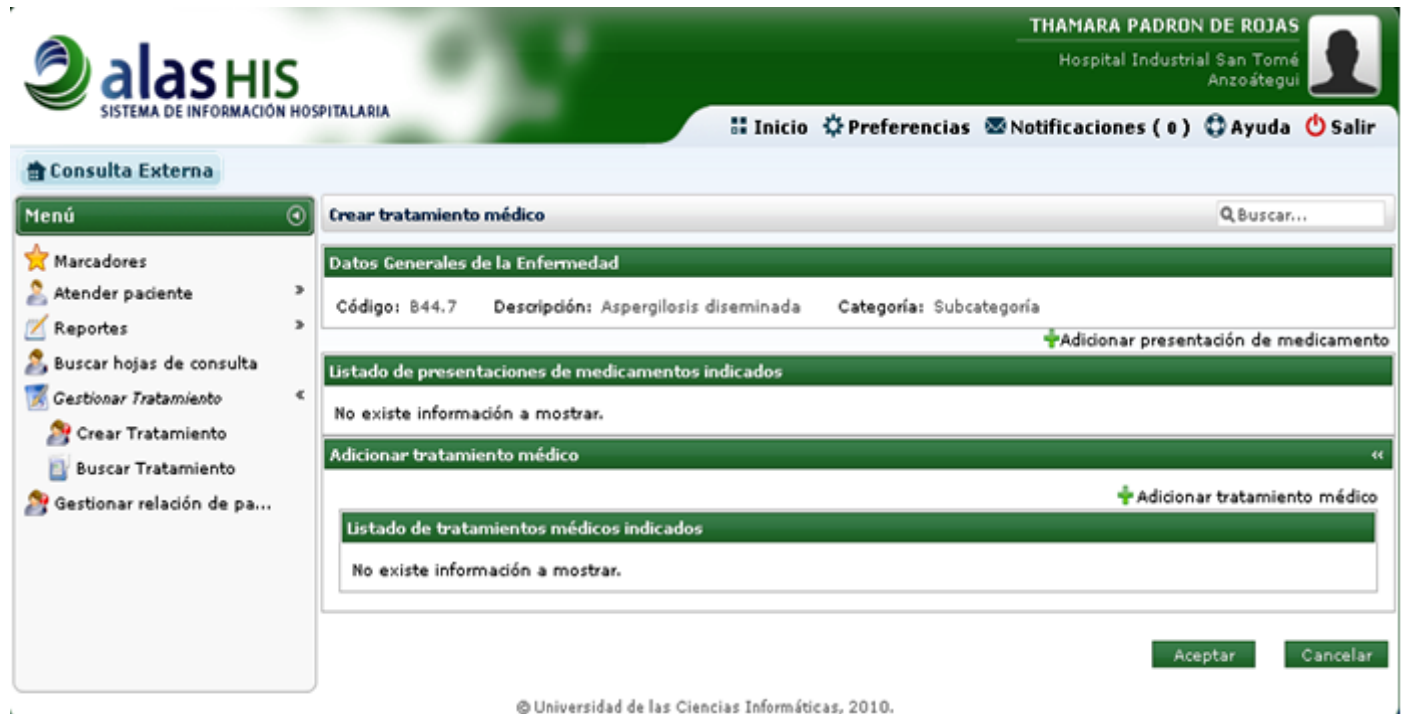 THAMARA PADRON DE ROJAS
Hospital Industrial San Tomé
Anzoátegui
alas HIS
SISTEMA DE INFORMACIÓN HOSPITALARIA
Inicio Preferencias Notificaciones ( 0 ) Ayuda Salir
Consulta Externa
Menú
Marcadores
Atender paciente
Reportes
Buscar hojas de consulta
Gestionar Tratamiento
Crear Tratamiento
Buscar Tratamiento
Gestionar relación de pa...
Crear tratamiento médico
Buscar...
Datos Generales de la Enfermedad
Código: B44.7 Descripción: Aspergilosis diseminada Categoría: Subcategoría
Adicionar presentación de medicamento
Listado de presentaciones de medicamentos indicados
No existe información a mostrar.
Adicionar tratamiento médico
Adicionar tratamiento médico
Listado de tratamientos médicos indicados
No existe información a mostrar.
Aceptar Cancelar
© Universidad de las Ciencias Informáticas, 2010.